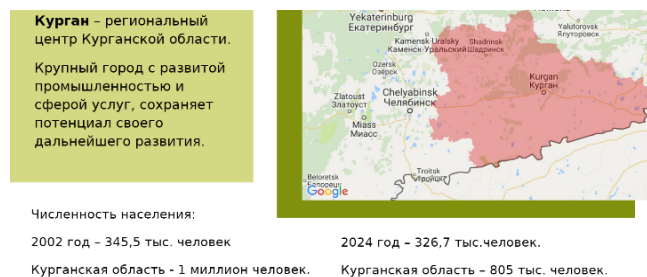 Курган – региональный
центр Курганской области.
Крупный город с развитой
промышленностью и
сферой услуг, сохраняет
потенциал своего
дальнейшего развития.
Yekaterinburg
Екатеринбург
Kamensk-Uralsky
Каменск-Уральский
Shadrinsk
Шадринск
Yalutorovsk
Ялуторовск
Ozersk
Озёрск
Kurgan
Курган
Chelyabinsk
Челябинск
Zlatoust
Златоуст
Miass
Миасс
Troitsk
Троицк
Beloretsk
Белорецк
Google
Численность населения:
2002 год – 345,5 тыс. человек
2024 год – 326,7 тыс.человек.
Курганская область - 1 миллион человек.
Курганская область – 805 тыс. человек.